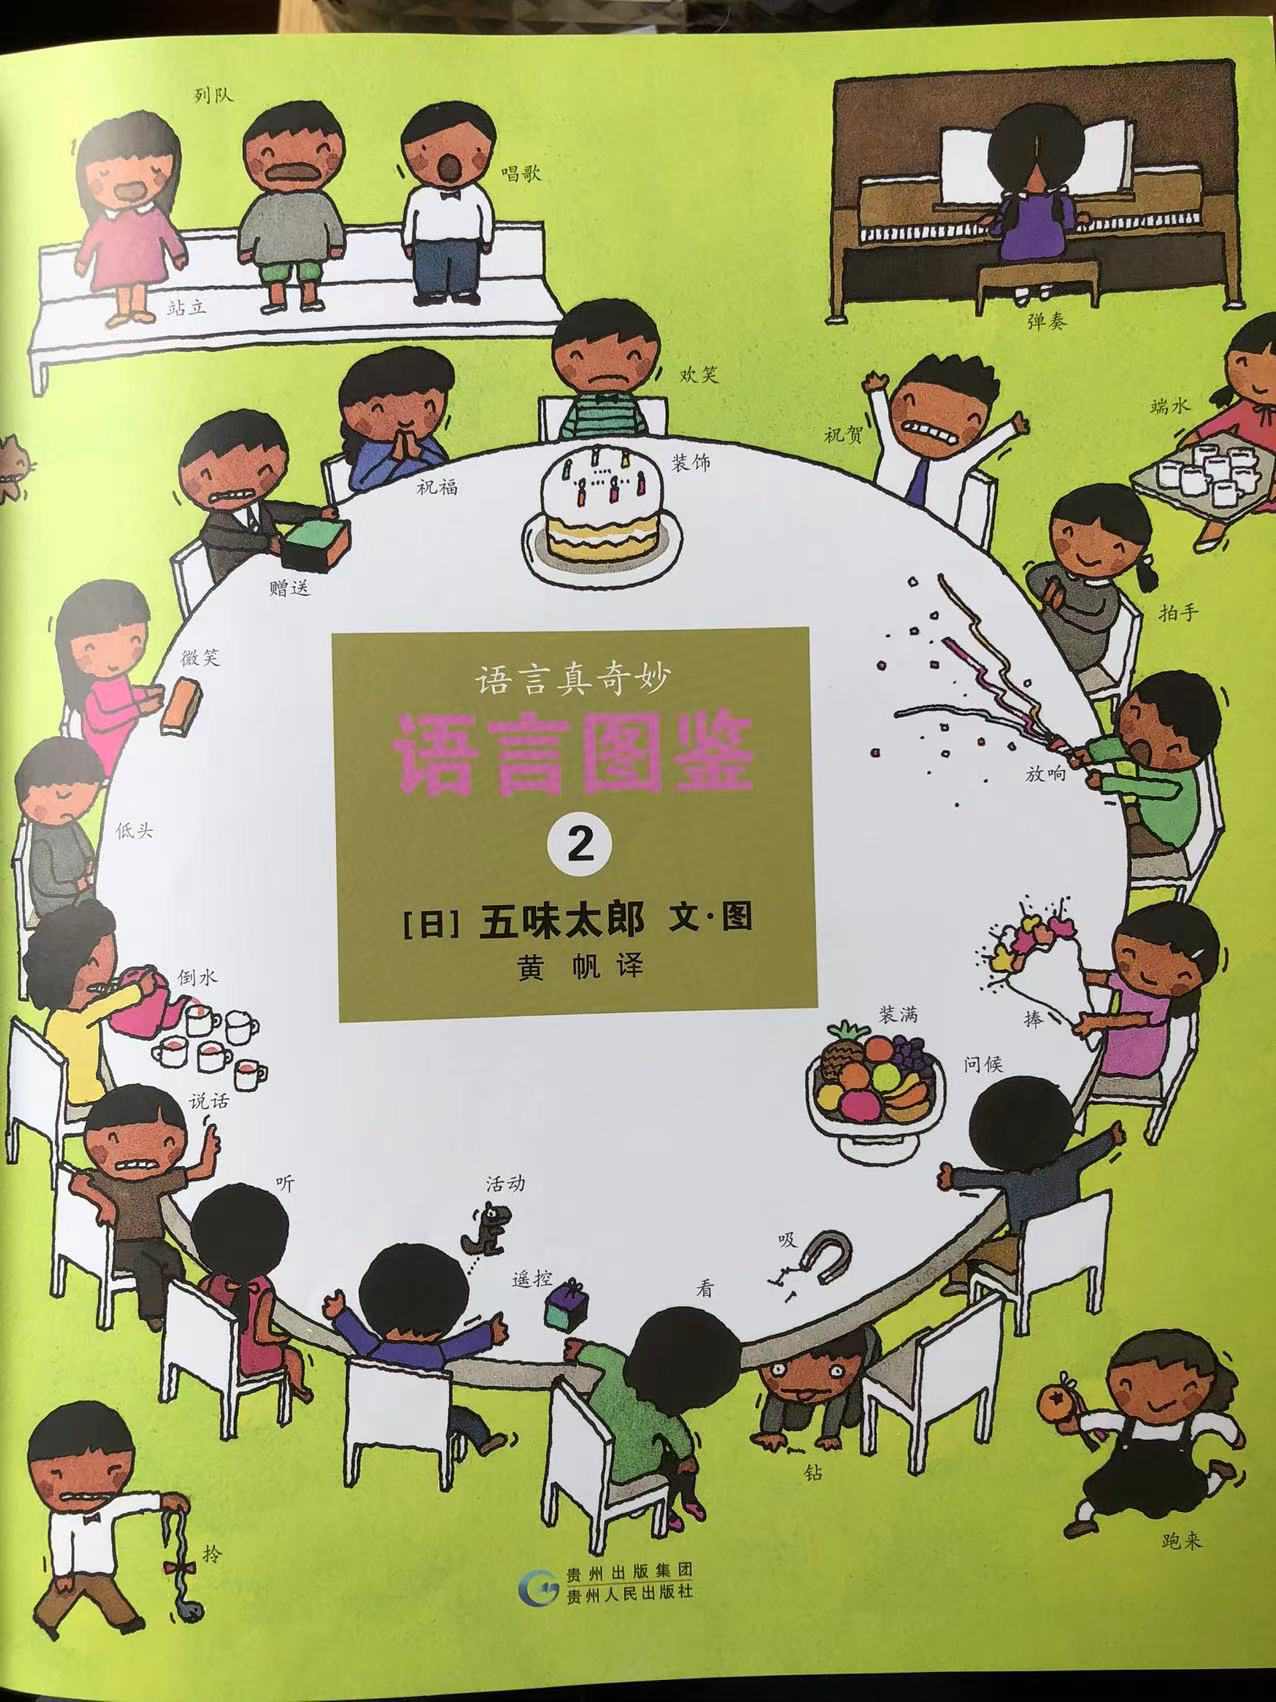 列队
唱歌
站立
弹奏
欢笑
端水
祝贺
装饰
祝福
赠送
拍手
微笑
语言真奇妙
语言图鉴
放响
2
低头
[日] 五味太郎 文·图
黄 帆 译
倒水
装满
捧
问候
说话
听
活动
吸
遥控
看
钻
跑来
拎
贵州出版集团
贵州人民出版社